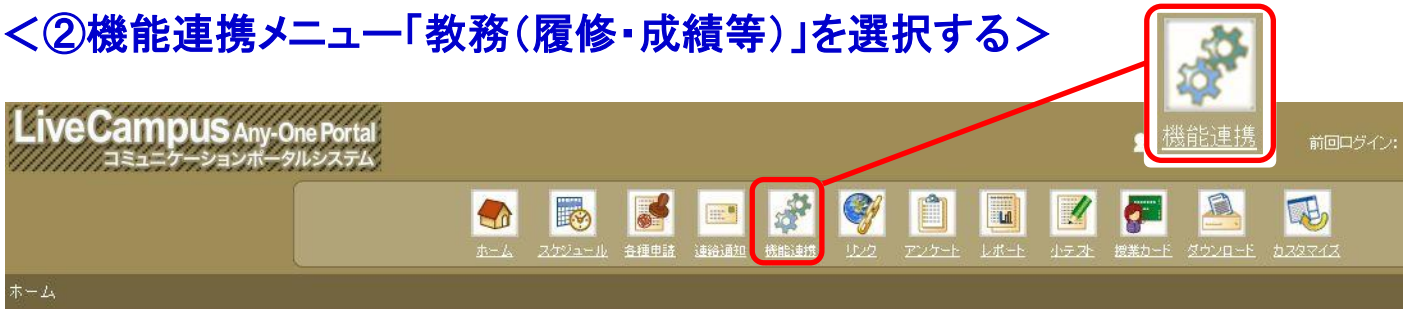 ＜②機能連携メニュー「教務（履修・成績等）」を選択する＞
機能連携
LiveCampus Any-One Portal
コミュニケーションポータルシステム
前回ログイン:
ホーム スケジュール 各種申請 連絡通知 機能連携 リンク アンケート レポート 小テスト 授業カード ダウンロード カスタマイズ
ホーム